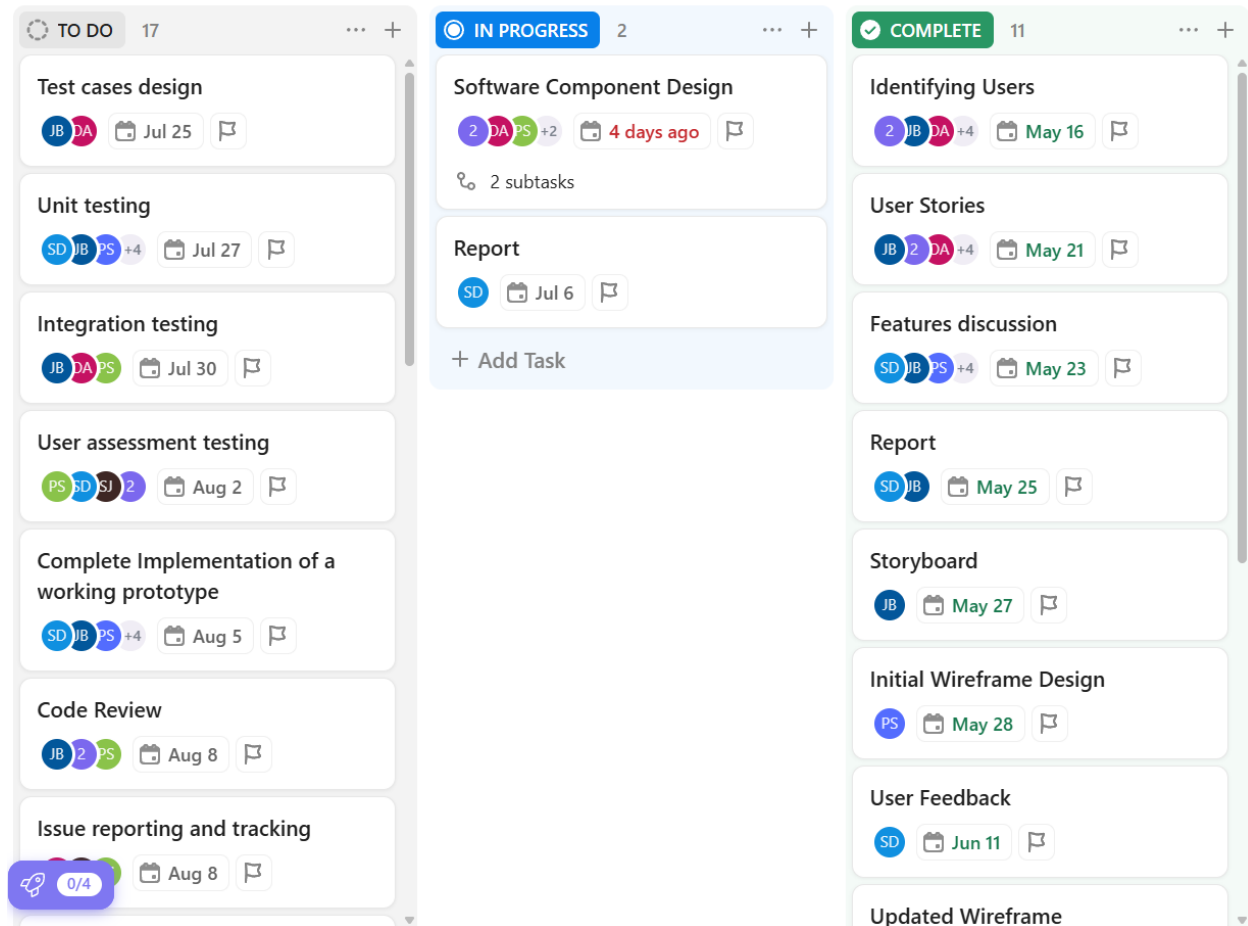 TO DO 17
Test cases design
JB DA Jul 25
Unit testing
SD JB PS +4 Jul 27
Integration testing
JB DA PS Jul 30
User assessment testing
PS SD SJ 2 Aug 2
Complete Implementation of a
working prototype
SD JB PS +4 Aug 5
Code Review
JB 2 PS Aug 8
Issue reporting and tracking
Aug 8
0/4
IN PROGRESS 2
Software Component Design
2 DA PS +2 4 days ago
2 subtasks
Report
SD Jul 6
+ Add Task
COMPLETE 11
Identifying Users
2 JB DA +4 May 16
User Stories
JB 2 DA +4 May 21
Features discussion
SD JB PS +4 May 23
Report
SD JB May 25
Storyboard
JB May 27
Initial Wireframe Design
PS May 28
User Feedback
SD Jun 11
Updated Wireframe